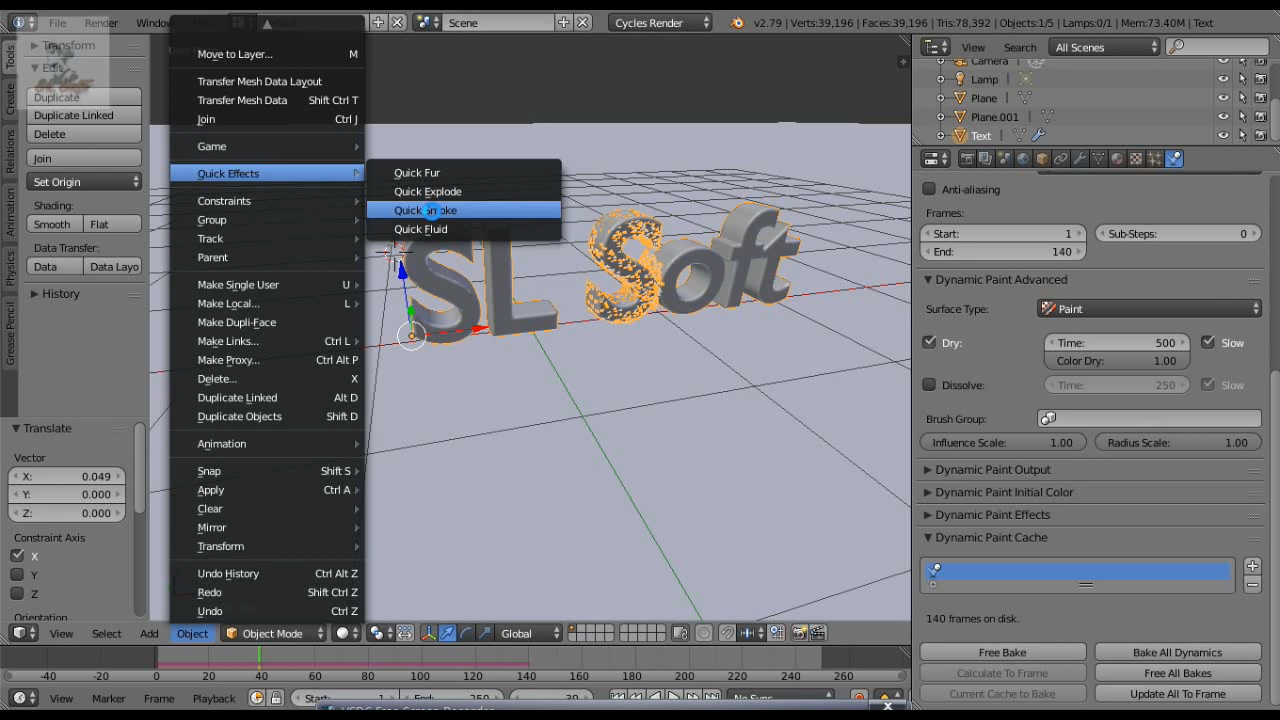 File Render Window Scene Cycles Render v2.79 | Verts:39,196 | Faces:39,196 | Tris:78,392 | Objects:1/5 | Lamps:0/1 | Mem:73.40M | Text
View Search All Scenes
Tools
Create
Relations
Animation
Physics
Grease Pencil
Transform
Edit
Duplicate
Duplicate Linked
Delete
Join
Set Origin
Shading:
Smooth Flat
Data Transfer:
Data Data Layo
History
Translate
Vector
X: 0.049
Y: 0.000
Z: 0.000
Constraint Axis
X
Y
Z
Orientation
Move to Layer... M
Transfer Mesh Data Layout
Transfer Mesh Data Shift Ctrl T
Join Ctrl J
Game
Quick Effects
Constraints
Group
Track
Parent
Make Single User U
Make Local... L
Make Dupli-Face
Make Links... Ctrl L
Make Proxy... Ctrl Alt P
Delete... X
Duplicate Linked Alt D
Duplicate Objects Shift D
Animation
Snap Shift S
Apply Ctrl A
Clear
Mirror
Transform
Undo History Ctrl Alt Z
Redo Shift Ctrl Z
Undo Ctrl Z
Quick Fur
Quick Explode
Quick Smoke
Quick Fluid
SL Soft
Camera
Lamp
Plane
Plane.001
Text
Anti-aliasing
Frames:
Start: 1 Sub-Steps: 0
End: 140
Dynamic Paint Advanced
Surface Type: Paint
Dry: Time: 500 Slow
Color Dry: 1.00
Dissolve: Time: 250 Slow
Brush Group:
Influence Scale: 1.00 Radius Scale: 1.00
Dynamic Paint Output
Dynamic Paint Initial Color
Dynamic Paint Effects
Dynamic Paint Cache
140 frames on disk.
Free Bake Bake All Dynamics
Calculate To Frame Free All Bakes
Current Cache to Bake Update All To Frame
View Select Add Object Object Mode Global
-40 -20 0 20 40 60 80 100 120 140 160 180 200 220 240 260
View Marker Frame Playback Start: 1 End: 250 39 No Sync
VSDC Free Screen Recorder